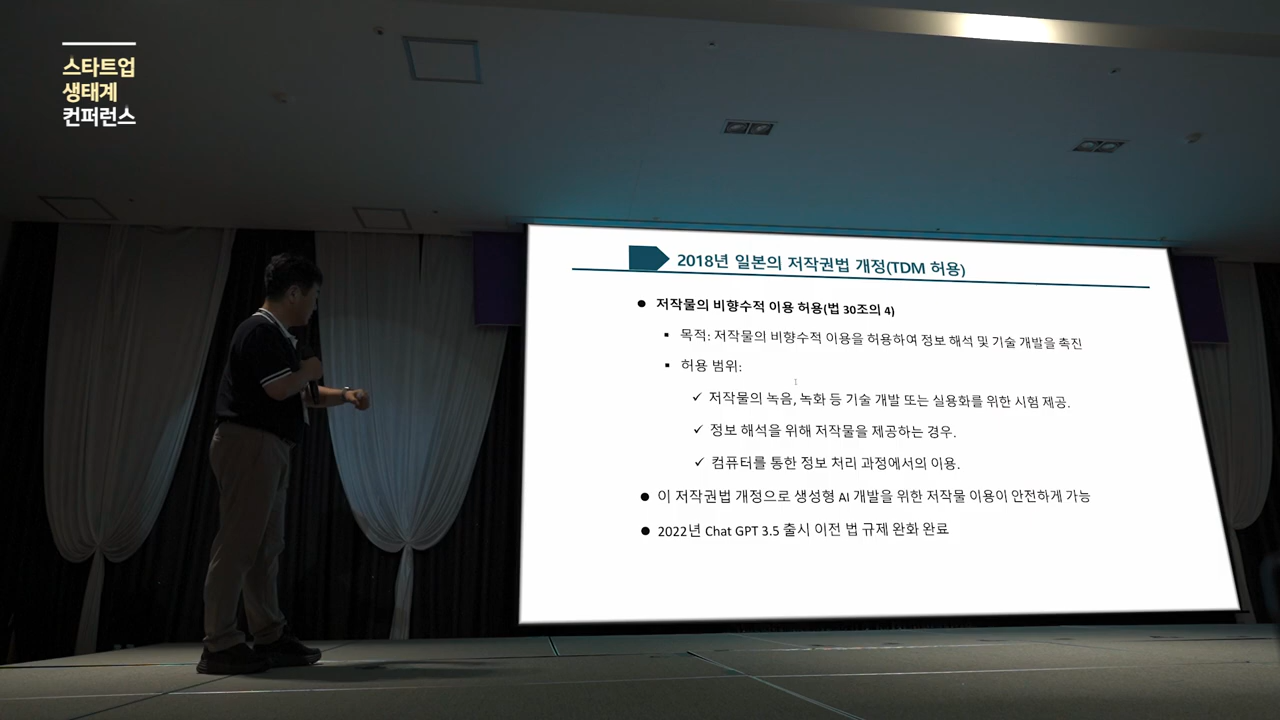 스타트업
생태계
컨퍼런스
2018년 일본의 저작권법 개정(TDM 허용)
● 저작물의 비향수적 이용 허용(법 30조의 4)
▪ 목적: 저작물의 비향수적 이용을 허용하여 정보 해석 및 기술 개발을 촉진
▪ 허용 범위:
✓ 저작물의 녹음, 녹화 등 기술 개발 또는 실용화를 위한 시험 제공.
✓ 정보 해석을 위해 저작물을 제공하는 경우.
✓ 컴퓨터를 통한 정보 처리 과정에서의 이용.
● 이 저작권법 개정으로 생성형 AI 개발을 위한 저작물 이용이 안전하게 가능
● 2022년 Chat GPT 3.5 출시 이전 법 규제 완화 완료